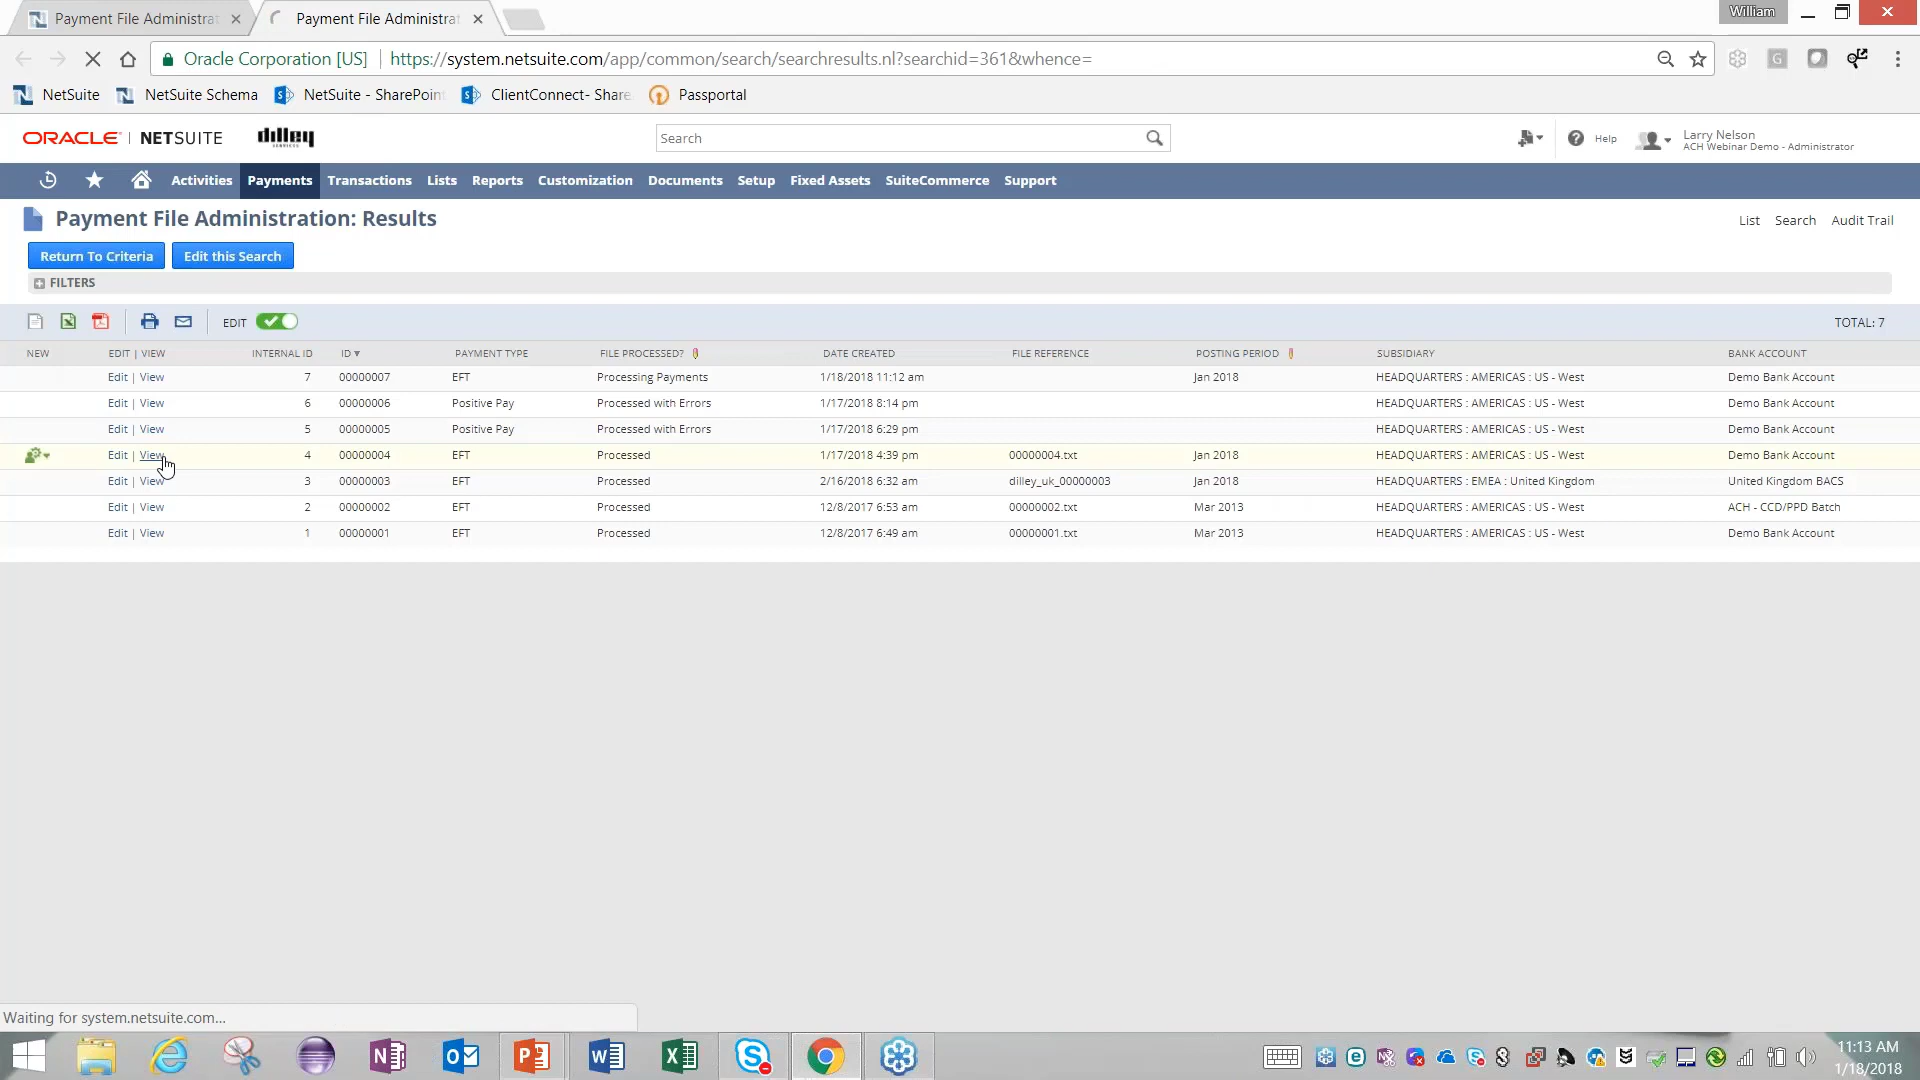 Payment File Administrat
Payment File Administrat
William
Oracle Corporation [US]
https://system.netsuite.com/app/common/search/searchresults.nl?searchid=361&whence=
NetSuite
NetSuite Schema
NetSuite - SharePoint
ClientConnect- Share
Passportal
ORACLE | NETSUITE
dilley
SERVICES
Search
Help
Larry Nelson
ACH Webinar Demo - Administrator
Activities Payments Transactions Lists Reports Customization Documents Setup Fixed Assets SuiteCommerce Support
Payment File Administration: Results
List Search Audit Trail
Return To Criteria
Edit this Search
FILTERS
EDIT
TOTAL: 7
NEW EDIT | VIEW INTERNAL ID ID ▼ PAYMENT TYPE FILE PROCESSED? DATE CREATED FILE REFERENCE POSTING PERIOD SUBSIDIARY BANK ACCOUNT
Edit | View 7 00000007 EFT Processing Payments 1/18/2018 11:12 am Jan 2018 HEADQUARTERS : AMERICAS : US - West Demo Bank Account
Edit | View 6 00000006 Positive Pay Processed with Errors 1/17/2018 8:14 pm HEADQUARTERS : AMERICAS : US - West Demo Bank Account
Edit | View 5 00000005 Positive Pay Processed with Errors 1/17/2018 6:29 pm HEADQUARTERS : AMERICAS : US - West Demo Bank Account
Edit | View 4 00000004 EFT Processed 1/17/2018 4:39 pm 00000004.txt Jan 2018 HEADQUARTERS : AMERICAS : US - West Demo Bank Account
Edit | View 3 00000003 EFT Processed 2/16/2018 6:32 am dilley_uk_00000003 Jan 2018 HEADQUARTERS : EMEA : United Kingdom United Kingdom BACS
Edit | View 2 00000002 EFT Processed 12/8/2017 6:53 am 00000002.txt Mar 2013 HEADQUARTERS : AMERICAS : US - West ACH - CCD/PPD Batch
Edit | View 1 00000001 EFT Processed 12/8/2017 6:49 am 00000001.txt Mar 2013 HEADQUARTERS : AMERICAS : US - West Demo Bank Account
Waiting for system.netsuite.com...
11:13 AM
1/18/2018